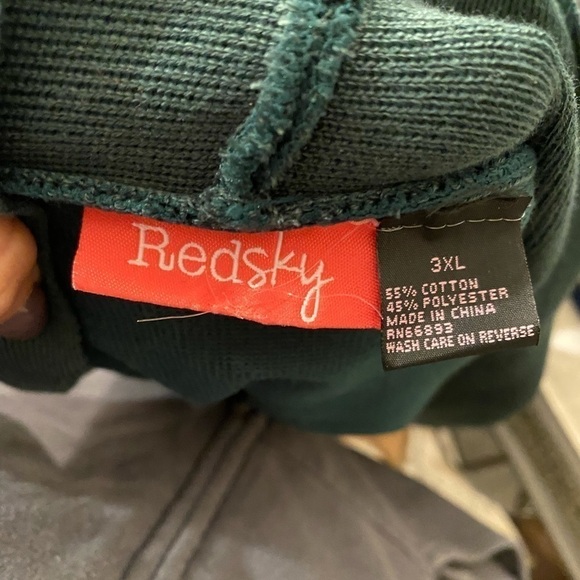 Redsky
3XL
55% COTTON
45% POLYESTER
MADE IN CHINA
RN66893
WASH CARE ON REVERSE